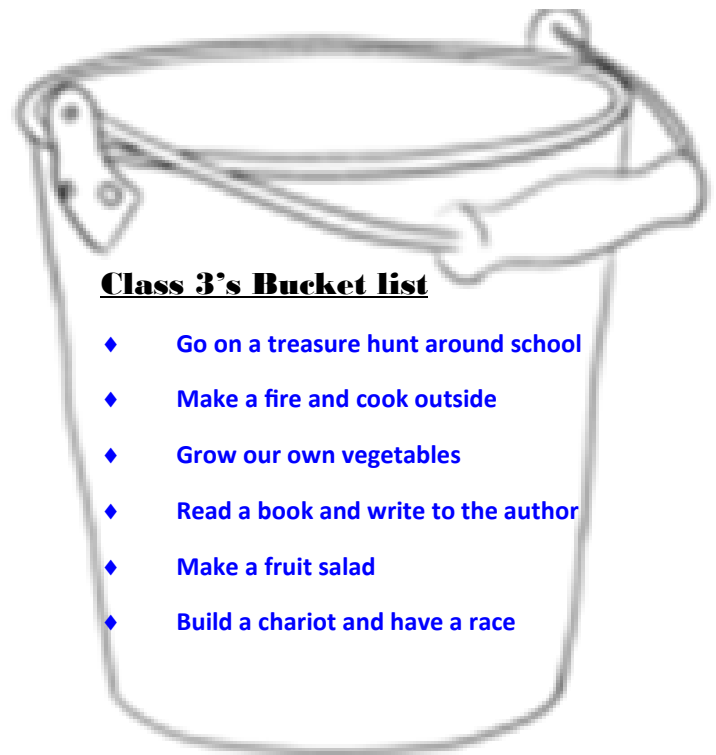 Class 3’s Bucket list
♦ Go on a treasure hunt around school
♦ Make a fire and cook outside
♦ Grow our own vegetables
♦ Read a book and write to the author
♦ Make a fruit salad
♦ Build a chariot and have a race